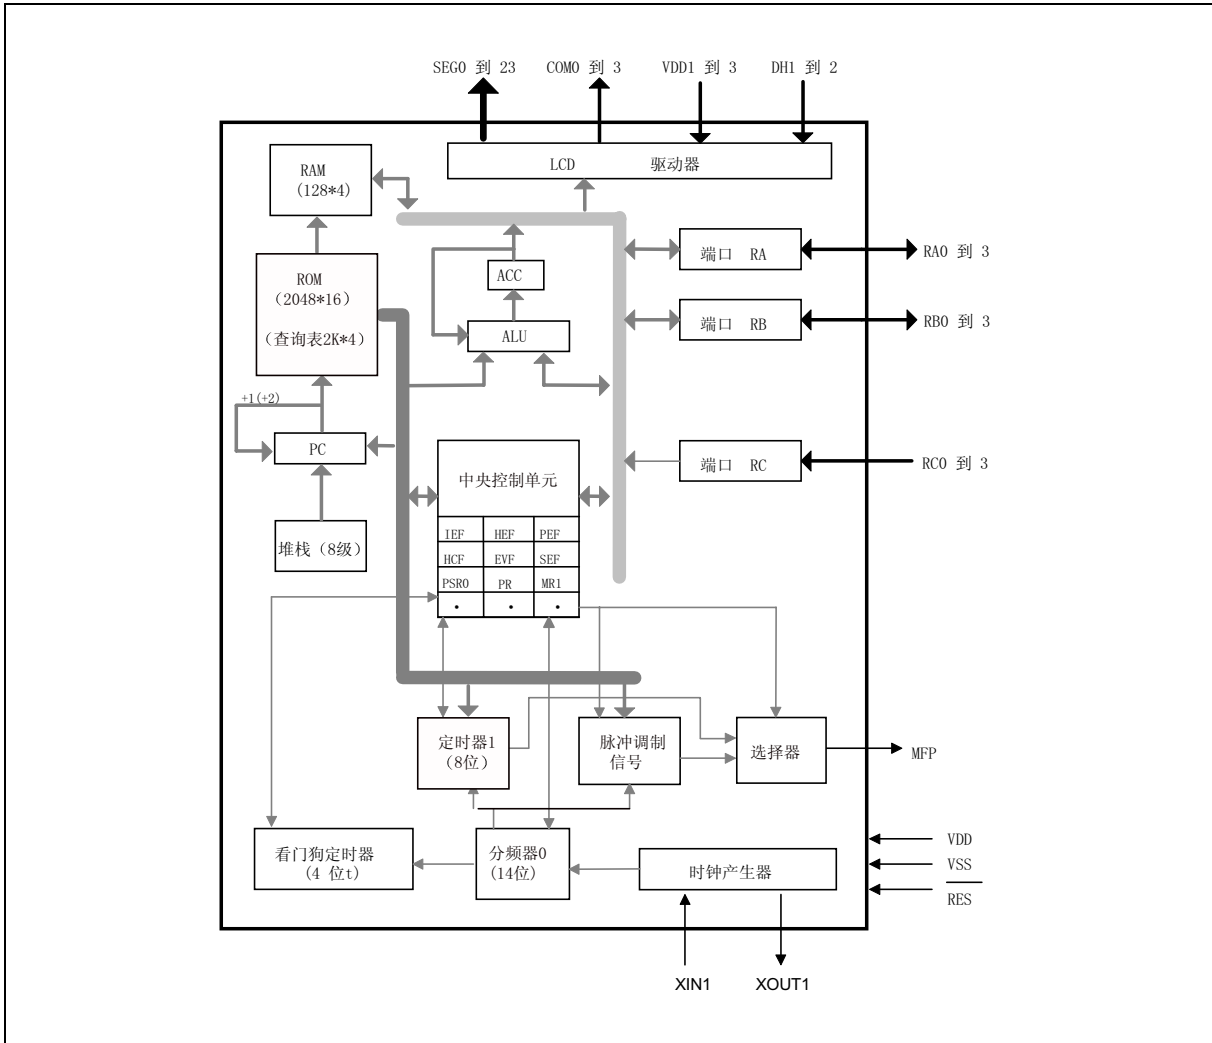 SEG0 到 23
COM0 到 3
VDD1 到 3
DH1 到 2
LCD 驱动器
RAM
(128*4)
ROM
（2048*16）
（查询表2K*4）
ACC
ALU
端口 RA
RA0 到 3
端口 RB
RB0 到 3
+1(+2)
PC
端口 RC
RC0 到 3
中央控制单元
堆栈（8级）
IEF
HEF
PEF
HCF
EVF
SEF
PSR0
PR
MR1
定时器1
（8位）
脉冲调制
信号
选择器
MFP
看门狗定时器
(4 位t)
分频器0
(14位)
时钟产生器
VDD
VSS
RES
XIN1
XOUT1